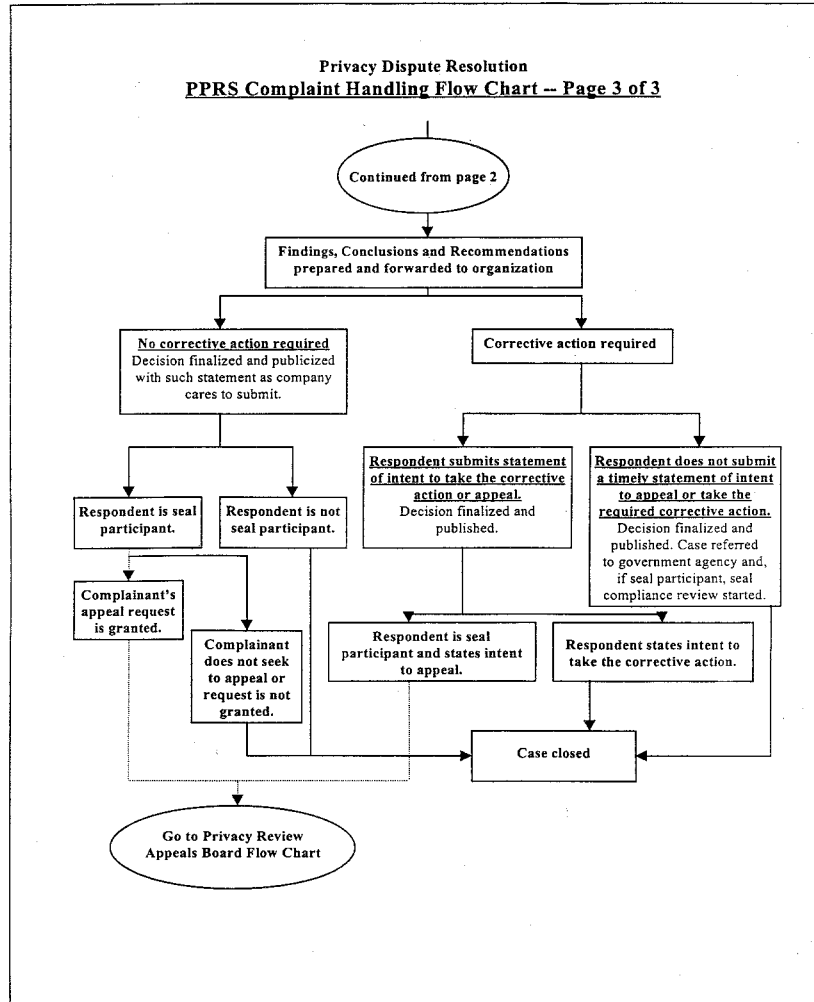 Privacy Dispute Resolution
PPRS Complaint Handling Flow Chart -- Page 3 of 3
Continued from page 2
Findings, Conclusions and Recommendations
prepared and forwarded to organization
No corrective action required
Decision finalized and publicized
with such statement as company
cares to submit.
Corrective action required
Respondent is seal
participant.
Respondent is not
seal participant.
Respondent submits statement
of intent to take the corrective
action or appeal.
Decision finalized and
published.
Respondent does not submit
a timely statement of intent
to appeal or take the
required corrective action.
Decision finalized and
published. Case referred
to government agency and,
if seal participant, seal
compliance review started.
Complainant's
appeal request
is granted.
Complainant
does not seek
to appeal or
request is not
granted.
Respondent is seal
participant and states intent
to appeal.
Respondent states intent to
take the corrective action.
Case closed
Go to Privacy Review
Appeals Board Flow Chart